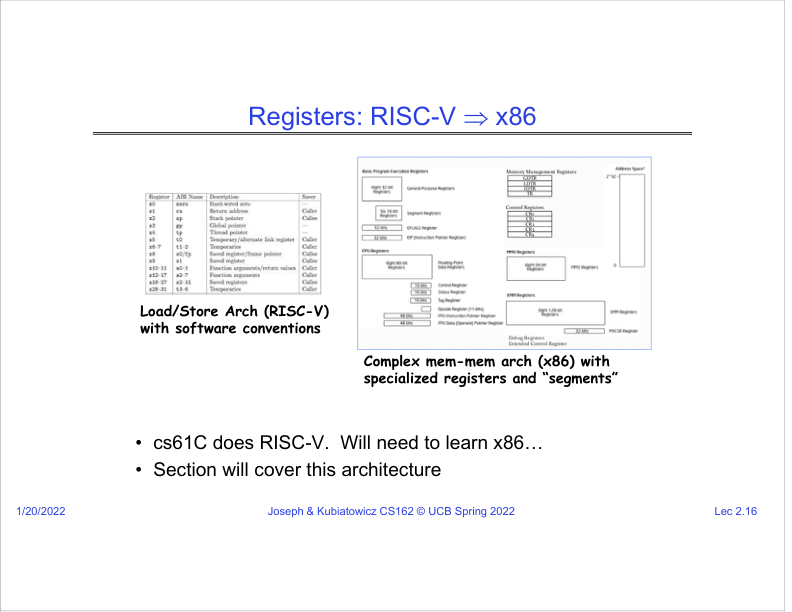 Registers: RISC-V ⇒ x86
Register ABI Name Description Saver
x0 zero Hard-wired zero —
x1 ra Return address Caller
x2 sp Stack pointer Callee
x3 gp Global pointer —
x4 tp Thread pointer —
x5 t0 Temporary/alternate link register Caller
x6-7 t1-2 Temporaries Caller
x8 s0/fp Saved register/frame pointer Callee
x9 s1 Saved register Callee
x10-11 a0-1 Function arguments/return values Caller
x12-17 a2-7 Function arguments Caller
x18-27 s2-11 Saved registers Callee
x28-31 t3-6 Temporaries Caller
Load/Store Arch (RISC-V)
with software conventions
Basic Program Execution Registers
Eight 32-bit
Registers
General-Purpose Registers
Six 16-bit
Registers
Segment Registers
32-bits
EFLAGS Register
32-bits
EIP (Instruction Pointer Register)
FPU Registers
Eight 80-bit
Registers
Floating-Point
Data Registers
16 bits
Control Register
16 bits
Status Register
16 bits
Tag Register
Opcode Register (11-bits)
48 bits
FPU Instruction Pointer Register
48 bits
FPU Data (Operand) Pointer Register
Memory Management Registers
GDTR
LDTR
IDTR
TR
Control Registers
MMX Registers
Eight 64-bit
Registers
MMX Registers
XMM Registers
Eight 128-bit
Registers
XMM Registers
32-bits
MXCSR Register
Debug Registers
Extended Control Register
Address Space*
0
Complex mem-mem arch (x86) with
specialized registers and “segments”
• cs61C does RISC-V. Will need to learn x86…
• Section will cover this architecture
1/20/2022
Joseph & Kubiatowicz CS162 © UCB Spring 2022
Lec 2.16